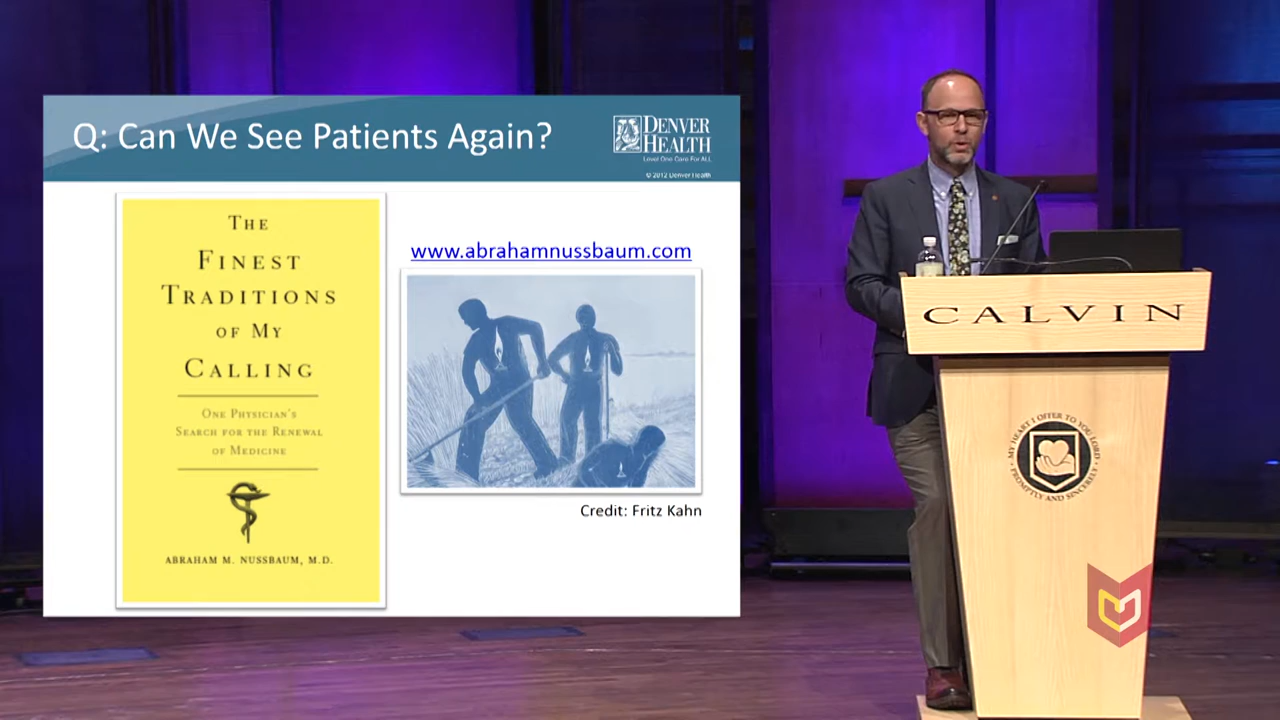 Q: Can We See Patients Again?
DENVER
HEALTH
Level One Care For ALL
© 2012 Denver Health
THE
FINEST
TRADITIONS
OF MY
CALLING
ONE PHYSICIAN'S
SEARCH FOR THE RENEWAL
OF MEDICINE
ABRAHAM M. NUSSBAUM, M.D.
www.abrahamnussbaum.com
Credit: Fritz Kahn
CALVIN
MY HEART I OFFER TO YOU LORD
PROMPTLY AND SINCERELY